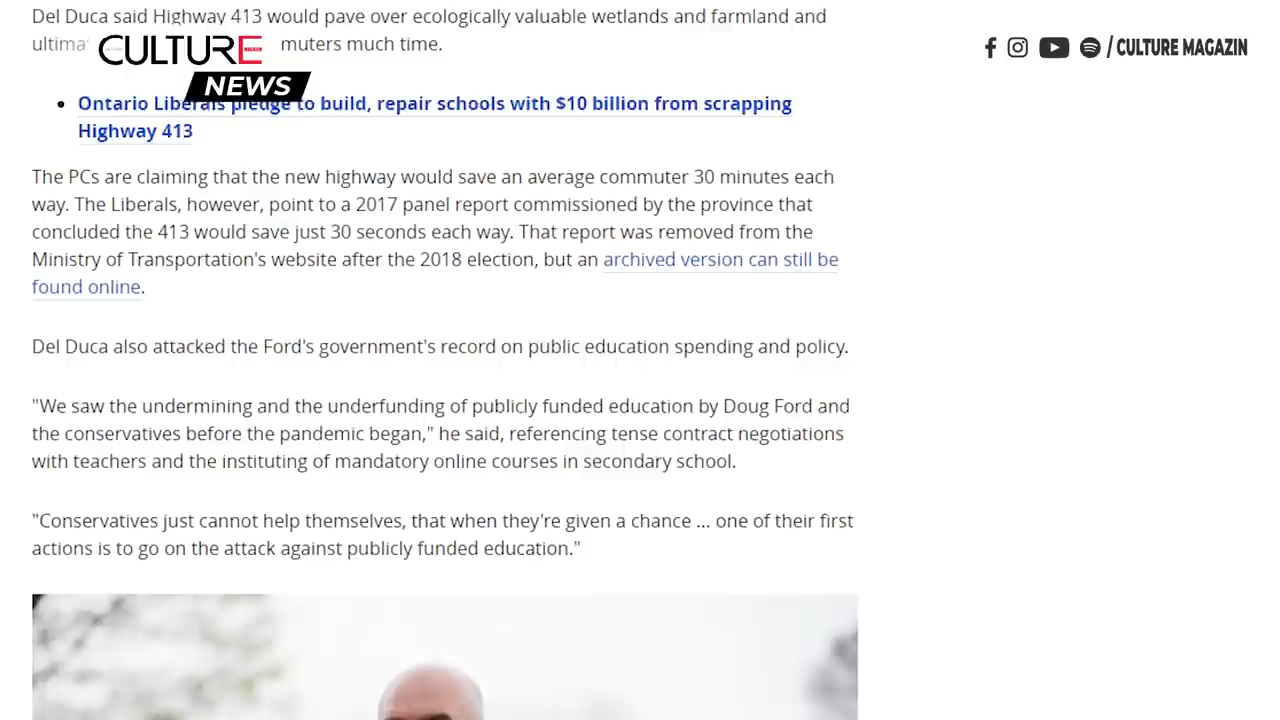 Del Duca said Highway 413 would pave over ecologically valuable wetlands and farmland and
muters much time.
CULTURE
NEWS
/ CULTURE MAGAZIN
• Ontario Liberals pledge to build, repair schools with $10 billion from scrapping
Highway 413
The PCs are claiming that the new highway would save an average commuter 30 minutes each
way. The Liberals, however, point to a 2017 panel report commissioned by the province that
concluded the 413 would save just 30 seconds each way. That report was removed from the
Ministry of Transportation's website after the 2018 election, but an archived version can still be
found online.
Del Duca also attacked the Ford's government's record on public education spending and policy.
"We saw the undermining and the underfunding of publicly funded education by Doug Ford and
the conservatives before the pandemic began," he said, referencing tense contract negotiations
with teachers and the instituting of mandatory online courses in secondary school.
"Conservatives just cannot help themselves, that when they're given a chance ... one of their first
actions is to go on the attack against publicly funded education."